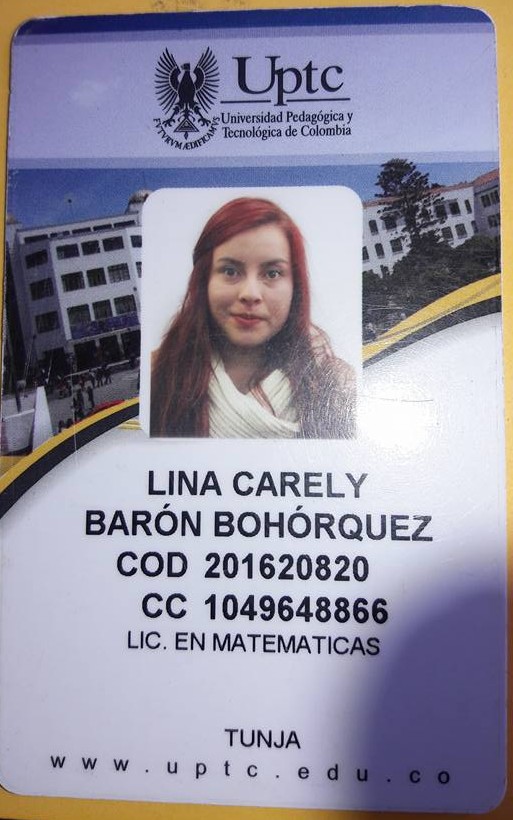 Uptc
Universidad Pedagógica y
Tecnológica de Colombia
FVTVRVM ÆDIFICAMVS
LINA CARELY
BARÓN BOHÓRQUEZ
COD 201620820
CC 1049648866
LIC. EN MATEMATICAS
TUNJA
www.uptc.edu.co